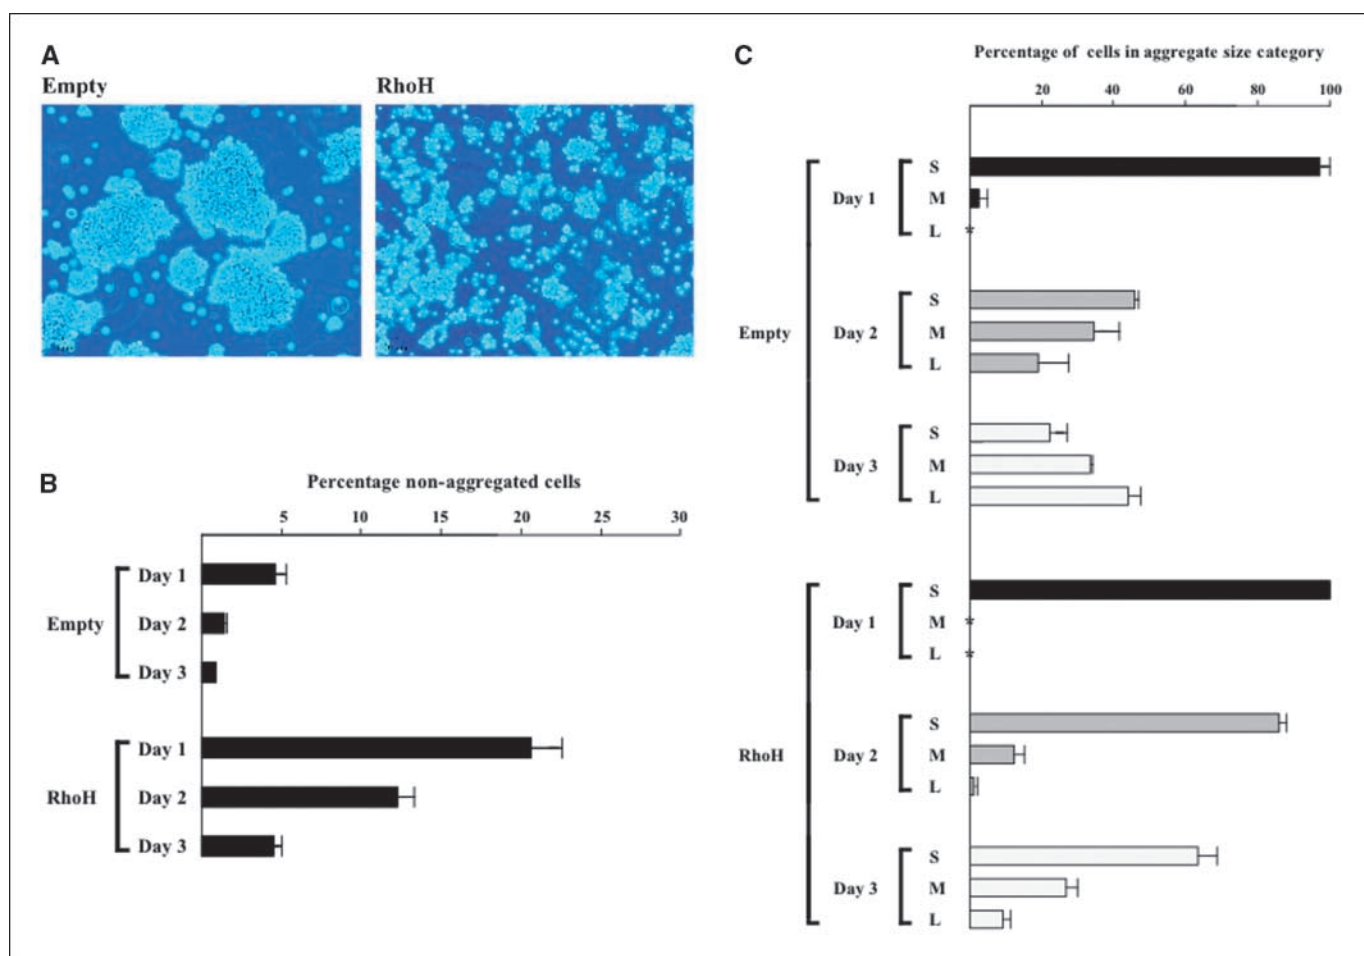 A
Empty
RhoH
B
Percentage non-aggregated cells
5 10 15 20 25 30
Empty
Day 1
Day 2
Day 3
RhoH
Day 1
Day 2
Day 3
C
Percentage of cells in aggregate size category
20 40 60 80 100
Empty
Day 1
S
M
L
*
Day 2
S
M
L
Day 3
S
M
L
RhoH
Day 1
S
M
*
L
*
Day 2
S
M
L
Day 3
S
M
L